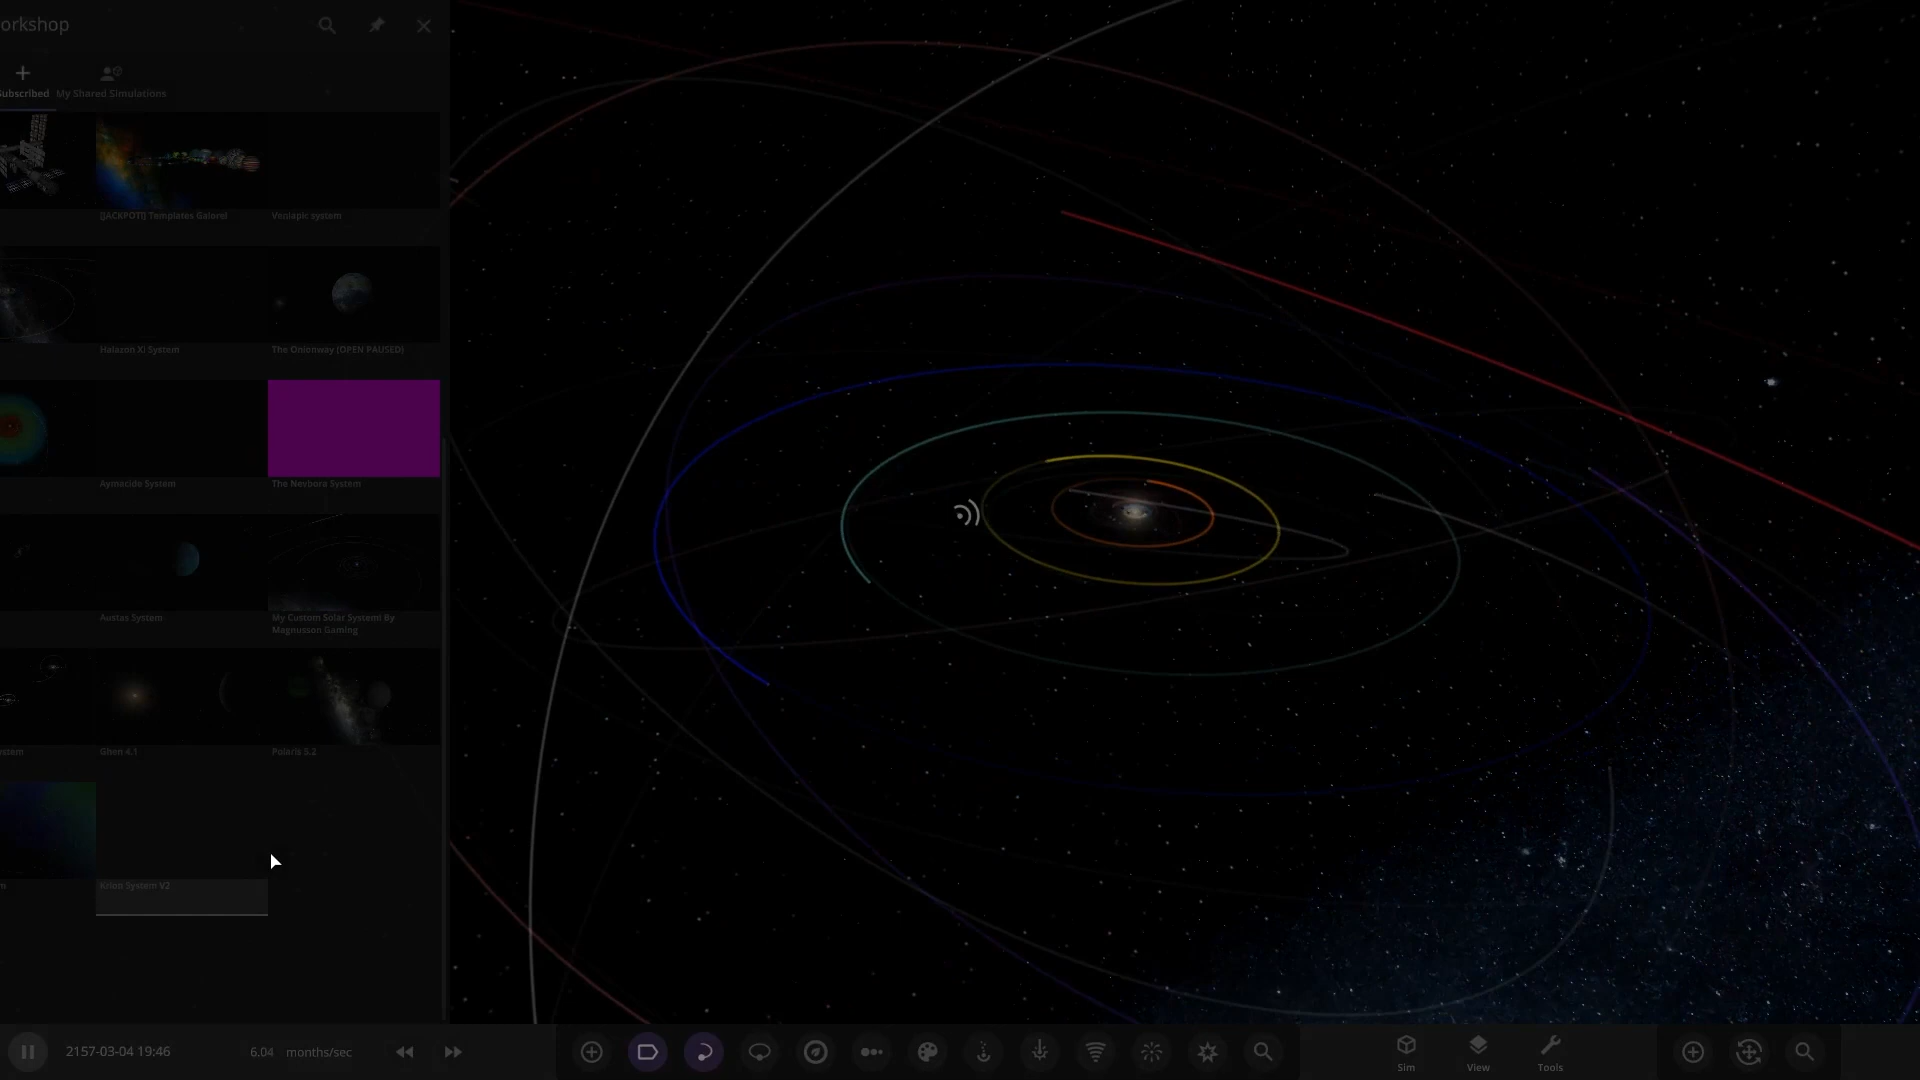 orkshop
Subscribed
My Shared Simulations
[JACKPOT!] Templates Galore!
Vanlapic system
Halazon XI System
The Onionway (OPEN PAUSED)
Aymacide System
The Nevbora System
Austas System
My Custom Solar System! By
Magnusson Gaming
stem
Ghen 4.1
Polaris 3.2
m
Krion System V2
2157-03-04 19:46
6.04 months/sec
Sim
View
Tools